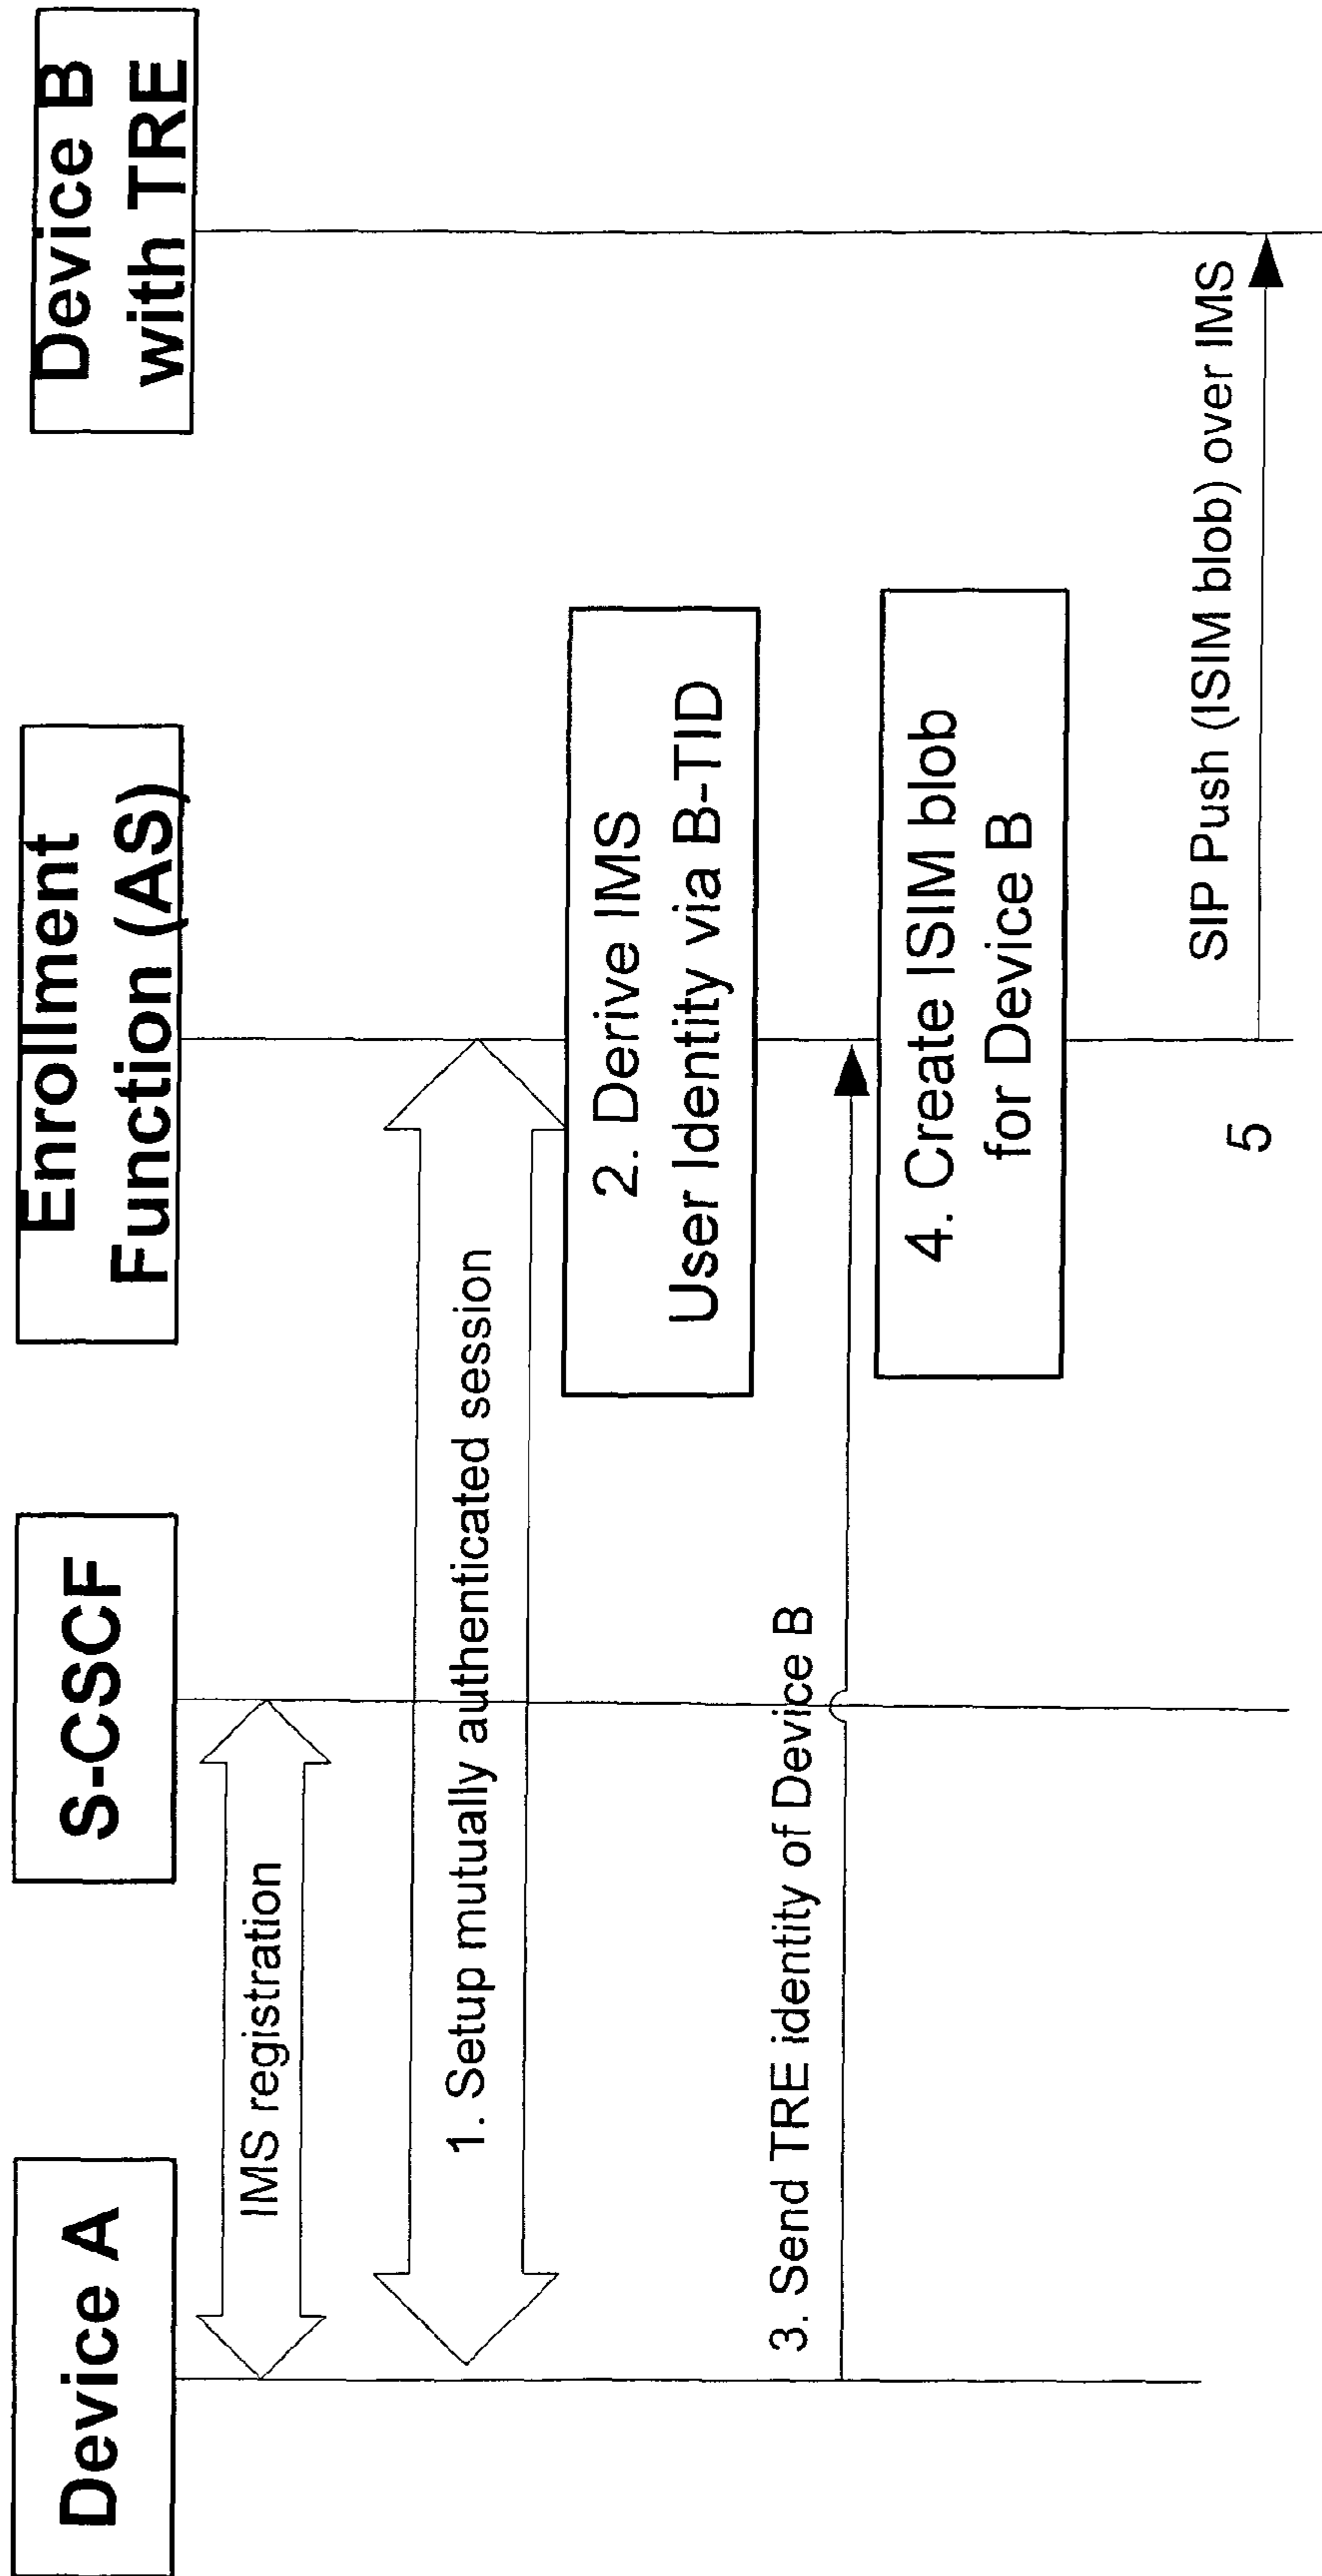 Device A
S-CSCF
Enrollment
Function (AS)
Device B
with TRE
IMS registration
1. Setup mutually authenticated session
2. Derive IMS
User Identity via B-TID
3. Send TRE identity of Device B
4. Create ISIM blob
for Device B
5
SIP Push (ISIM blob) over IMS